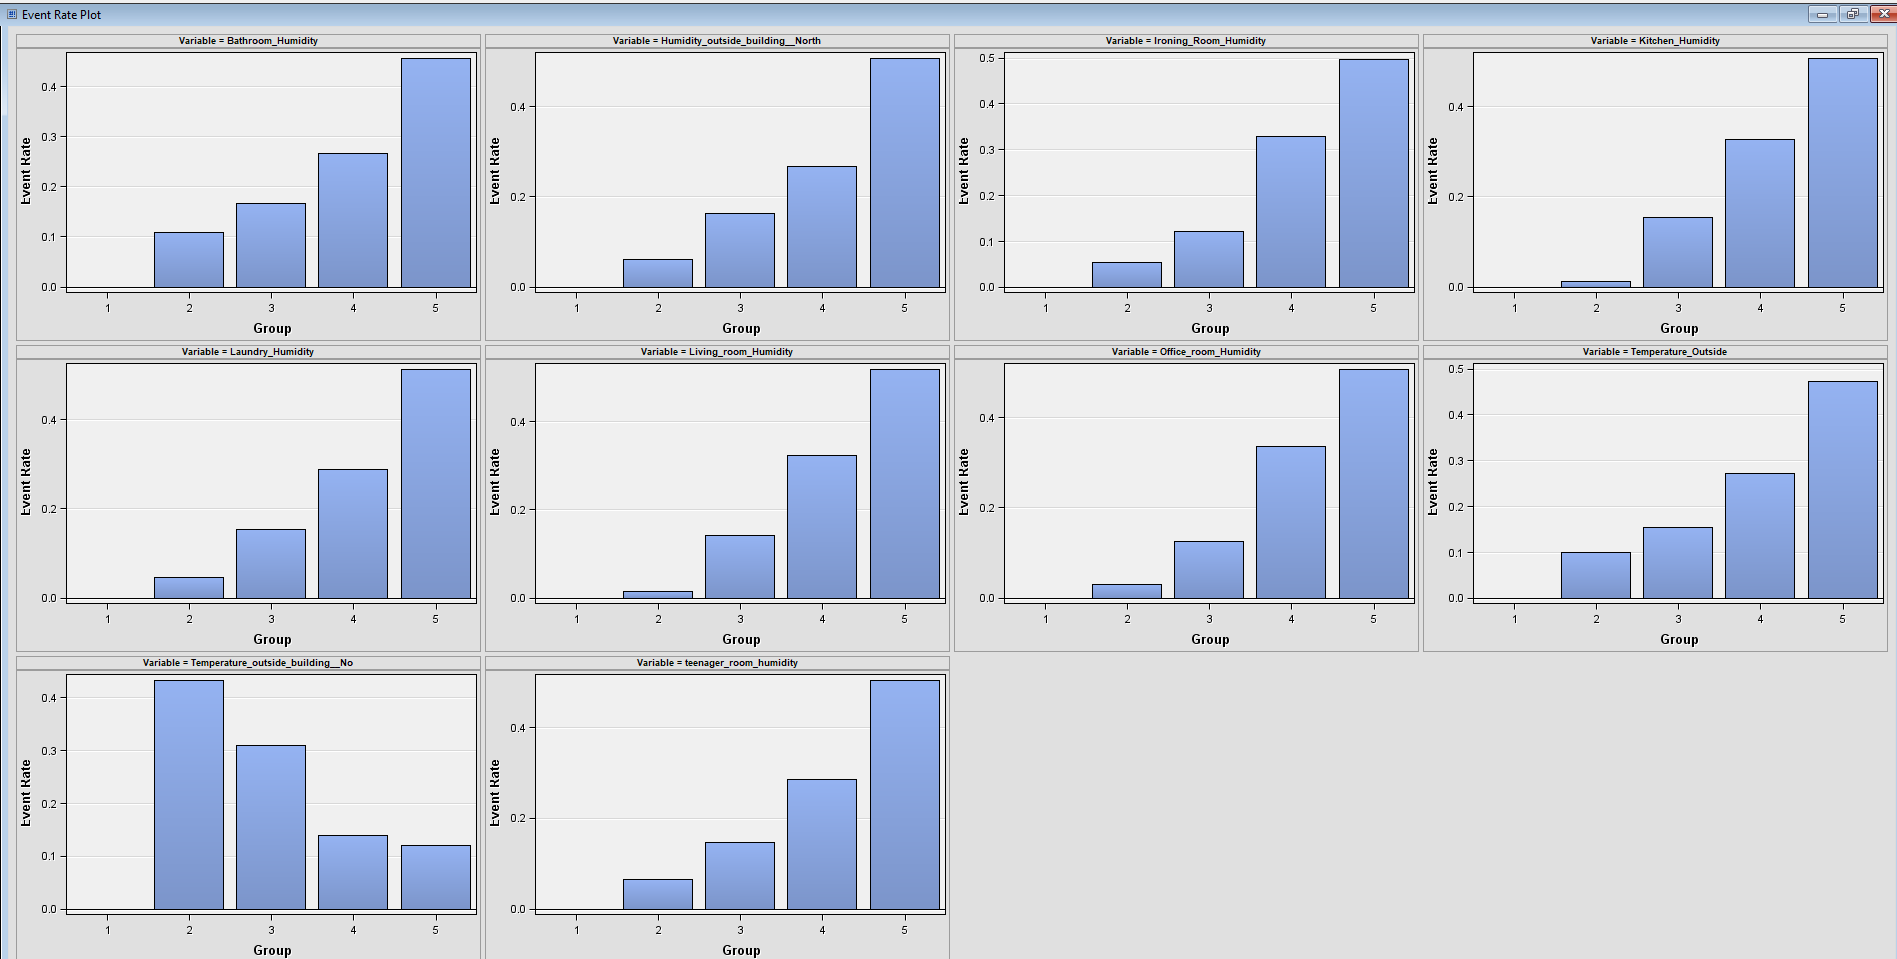 Event Rate Plot
Variable = Bathroom_Humidity
Event Rate
0.4
0.3
0.2
0.1
0.0
1 2 3 4 5
Group
Variable = Humidity_outside_building__North
Event Rate
0.4
0.2
0.0
1 2 3 4 5
Group
Variable = Ironing_Room_Humidity
Event Rate
0.5
0.4
0.3
0.2
0.1
0.0
1 2 3 4 5
Group
Variable = Kitchen_Humidity
Event Rate
0.4
0.2
0.0
1 2 3 4 5
Group
Variable = Laundry_Humidity
Event Rate
0.4
0.2
0.0
1 2 3 4 5
Group
Variable = Living_room_Humidity
Event Rate
0.4
0.2
0.0
1 2 3 4 5
Group
Variable = Office_room_Humidity
Event Rate
0.4
0.2
0.0
1 2 3 4 5
Group
Variable = Temperature_Outside
Event Rate
0.5
0.4
0.3
0.2
0.1
0.0
1 2 3 4 5
Group
Variable = Temperature_outside_building__No
Event Rate
0.4
0.3
0.2
0.1
0.0
1 2 3 4 5
Group
Variable = teenager_room_humidity
Event Rate
0.4
0.2
0.0
1 2 3 4 5
Group